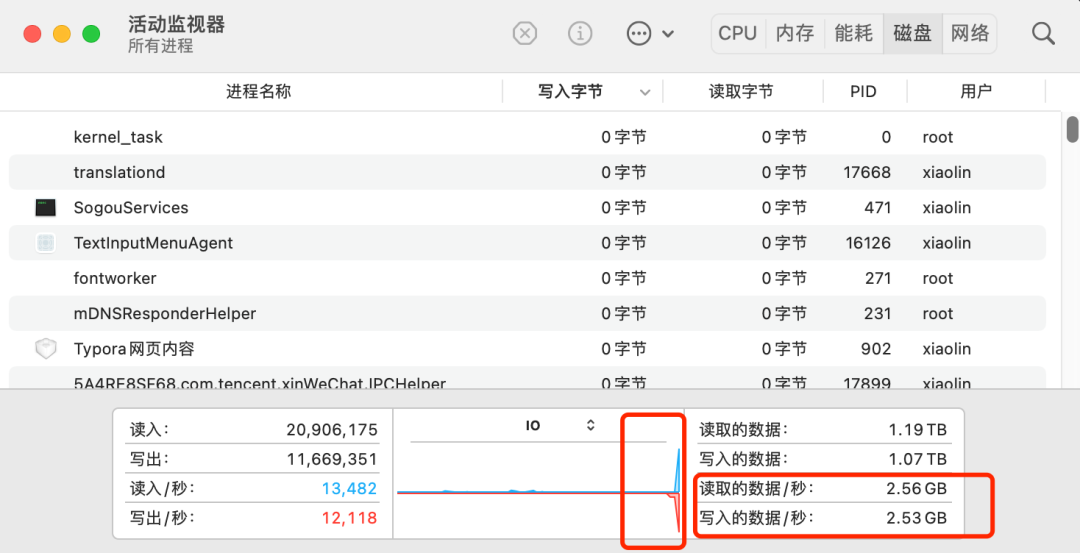 活动监视器
所有进程
CPU 内存 能耗 磁盘 网络
进程名称 写入字节 读取字节 PID 用户
kernel_task 0 字节 0 字节 0 root
translationd 0 字节 0 字节 17668 xiaolin
SogouServices 0 字节 0 字节 471 xiaolin
TextInputMenuAgent 0 字节 0 字节 16126 xiaolin
fontworker 0 字节 0 字节 271 root
mDNSResponderHelper 0 字节 0 字节 231 root
Typora网页内容 0 字节 0 字节 902 xiaolin
5A4RE8SF68.com.tencent.xinWeChat.IPCHelper 0 字节 0 字节 17899 xiaolin
读入: 20,906,175 IO 读取的数据: 1.19 TB
写出: 11,669,351 写入的数据: 1.07 TB
读入/秒: 13,482 读取的数据/秒: 2.56 GB
写出/秒: 12,118 写入的数据/秒: 2.53 GB